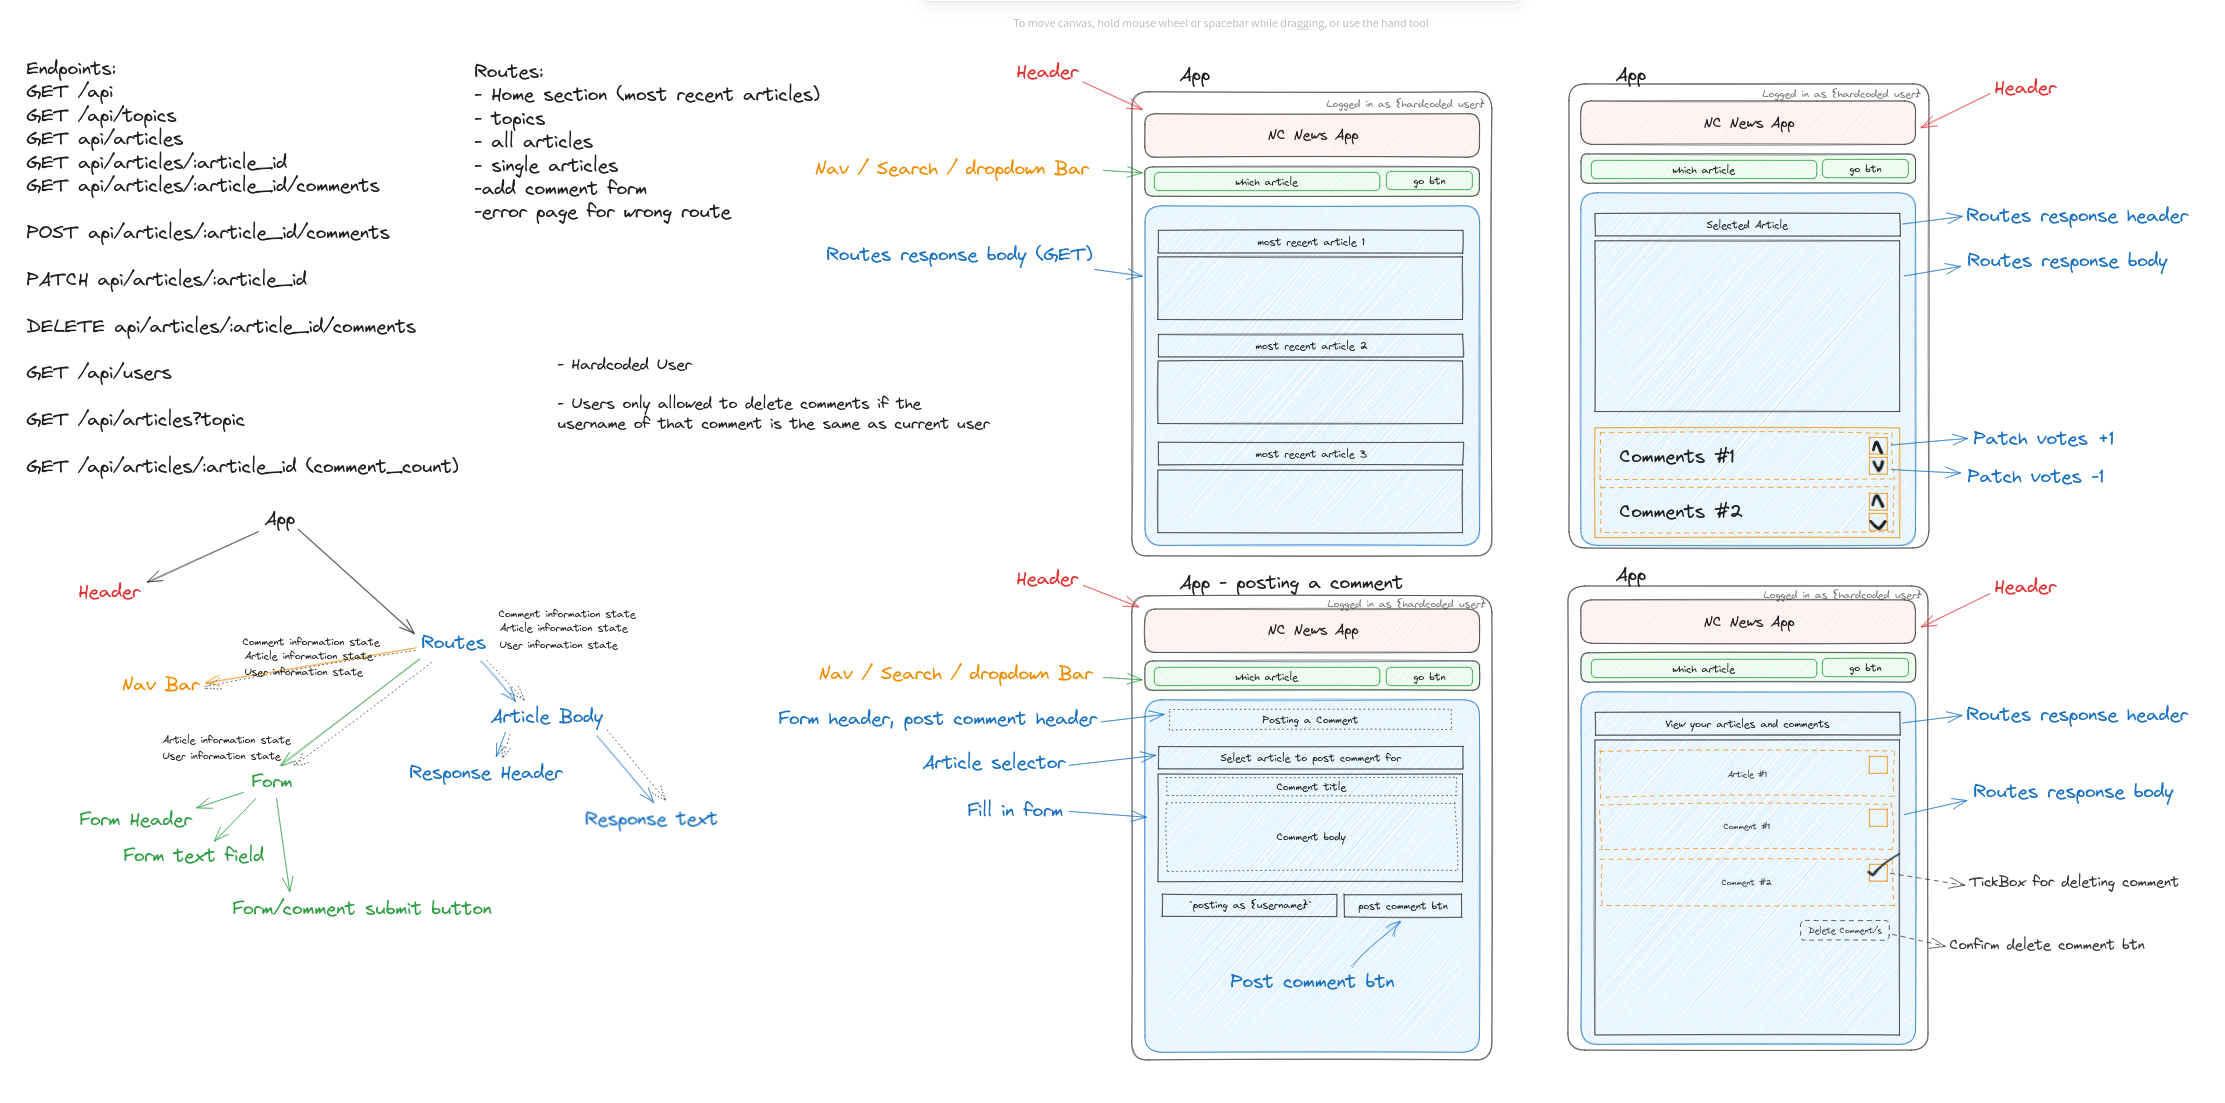 To move canvas, hold mouse wheel or spacebar while dragging, or use the hand tool
Endpoints:
GET /api
GET /api/topics
GET api/articles
GET api/articles/:article_id
GET api/articles/:article_id/comments
POST api/articles/:article_id/comments
PATCH api/articles/:article_id
DELETE api/articles/:article_id/comments
GET /api/users
GET /api/articles?topic
GET /api/articles/:article_id (comment_count)
Routes:
- Home section (most recent articles)
- topics
- all articles
- single articles
-add comment form
-error page for wrong route
- Hardcoded User
- Users only allowed to delete comments if the
username of that comment is the same as current user
App
Header
Routes
Comment information state
Article information state
User information state
Comment information state
Article information state
User information state
Nav Bar
Article Body
Article information state
User information state
Form
Response Header
Form Header
Response text
Form text field
Form/comment submit button
Header
App
Logged in as {hardcoded user}
NC News App
Nav / Search / dropdown Bar
which article
go btn
Routes response body (GET)
most recent article 1
most recent article 2
most recent article 3
App
Header
Logged in as {hardcoded user}
NC News App
which article
go btn
Selected Article
Routes response header
Routes response body
Comments #1
Patch votes +1
Patch votes -1
Comments #2
Header
App - posting a comment
Logged in as {hardcoded user}
NC News App
Nav / Search / dropdown Bar
which article
go btn
Form header, post comment header
Posting a Comment
Article selector
Select article to post comment for
Fill in form
Comment title
Comment body
`posting as {username}`
post comment btn
Post comment btn
App
Header
Logged in as {hardcoded user}
NC News App
which article
go btn
View your articles and comments
Routes response header
Article #1
Routes response body
Comment #1
Comment #2
TickBox for deleting comment
Delete Comment/s
Confirm delete comment btn